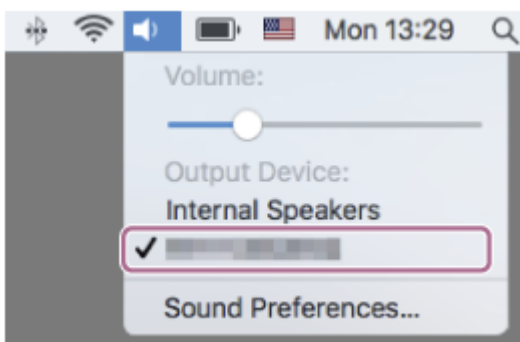 Mon 13:29
Volume:
Output Device:
Internal Speakers
Sound Preferences...